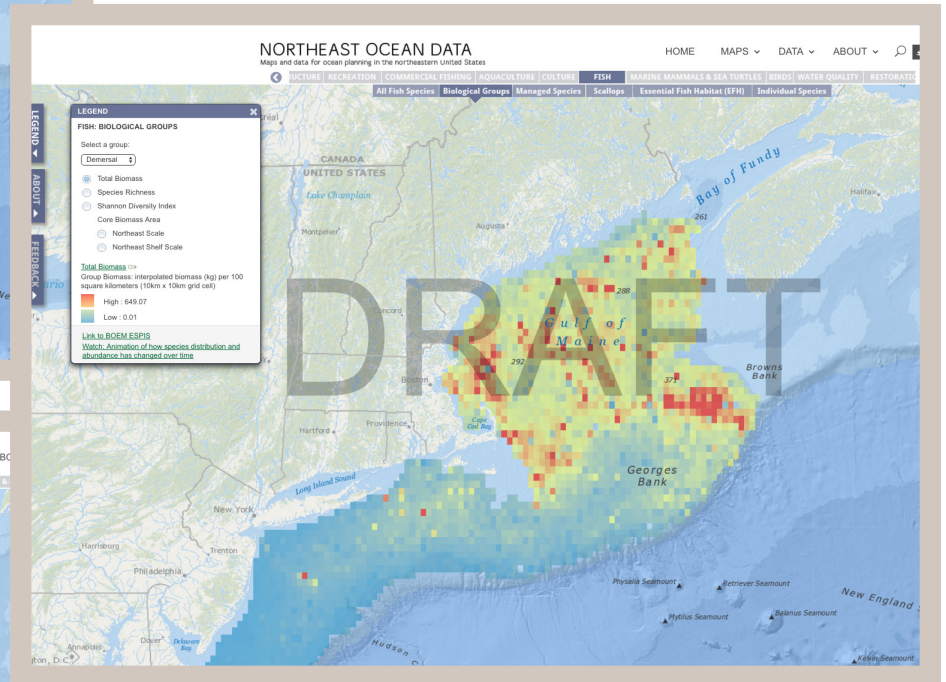 NORTHEAST OCEAN DATA
Maps and data for ocean planning in the northeastern United States
HOME MAPS DATA ABOUT
RECREATION COMMERCIAL FISHING AQUACULTURE CULTURE FISH MARINE MAMMALS & SEA TURTLES BIRDS WATER QUALITY
All Fish Species Biological Groups Managed Species Scallops Essential Fish Habitat (EFH) Individual Species
LEGEND
ABOUT
FEEDBACK
LEGEND
FISH: BIOLOGICAL GROUPS
Select a group:
Demersal
Total Biomass
Species Richness
Shannon Diversity Index
Core Biomass Area
Northeast Scale
Northeast Shelf Scale
Total Biomass
Group Biomass: interpolated biomass (kg) per 100
square kilometers (10km x 10km grid cell)
High : 649.07
Low : 0.01
Link to BOEM ESPIS
Watch: Animation of how species distribution and
abundance has changed over time
CANADA
UNITED STATES
Lake Champlain
Montpelier
Augusta
Bay of Fundy
Halifax
261
288
DRAFT
Concord
Gulf of
Maine
292
371
Browns
Bank
Boston
Cape
Cod Bay
Providence
Hartford
Georges
Bank
Long Island Sound
New York
Harrisburg
Trenton
Philadelphia
Physalia Seamount
Retriever Seamount
New England
Mytilus Seamount
Balanus Seamount
Dover
Delaware
Bay
Annapolis
Hudson
Kelvin Seamount